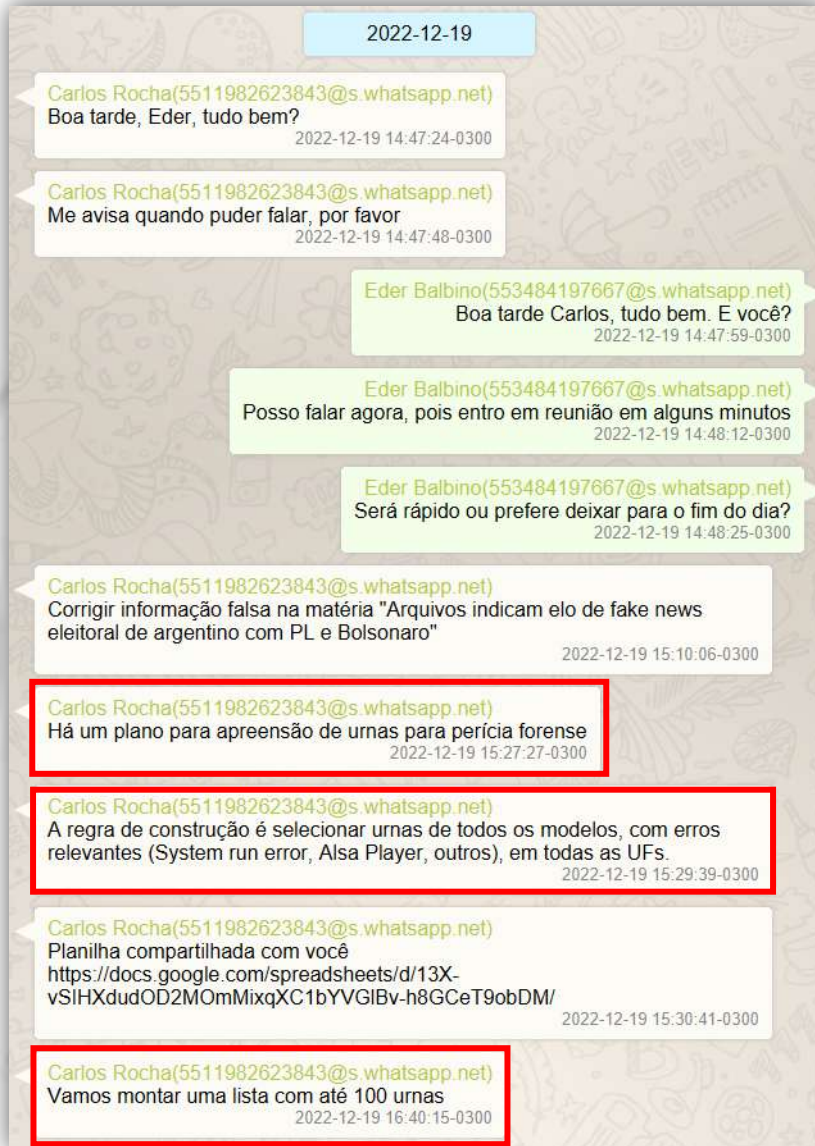 2022-12-19
Carlos Rocha(5511982623843@s.whatsapp.net)
Boa tarde, Eder, tudo bem?
2022-12-19 14:47:24-0300
Carlos Rocha(5511982623843@s.whatsapp.net)
Me avisa quando puder falar, por favor
2022-12-19 14:47:48-0300
Eder Balbino(553484197667@s.whatsapp.net)
Boa tarde Carlos, tudo bem. E você?
2022-12-19 14:47:59-0300
Eder Balbino(553484197667@s.whatsapp.net)
Posso falar agora, pois entro em reunião em alguns minutos
2022-12-19 14:48:12-0300
Eder Balbino(553484197667@s.whatsapp.net)
Será rápido ou prefere deixar para o fim do dia?
2022-12-19 14:48:25-0300
Carlos Rocha(5511982623843@s.whatsapp.net)
Corrigir informação falsa na matéria "Arquivos indicam elo de fake news
eleitoral de argentino com PL e Bolsonaro"
2022-12-19 15:10:06-0300
Carlos Rocha(5511982623843@s.whatsapp.net)
Há um plano para apreensão de urnas para perícia forense
2022-12-19 15:27:27-0300
Carlos Rocha(5511982623843@s.whatsapp.net)
A regra de construção é selecionar urnas de todos os modelos, com erros
relevantes (System run error, Alsa Player, outros), em todas as UFs.
2022-12-19 15:29:39-0300
Carlos Rocha(5511982623843@s.whatsapp.net)
Planilha compartilhada com você
https://docs.google.com/spreadsheets/d/13X-
vSIHXdudOD2MOmMixqXC1bYVGlBv-h8GCeT9obDM/
2022-12-19 15:30:41-0300
Carlos Rocha(5511982623843@s.whatsapp.net)
Vamos montar uma lista com até 100 urnas
2022-12-19 16:40:15-0300